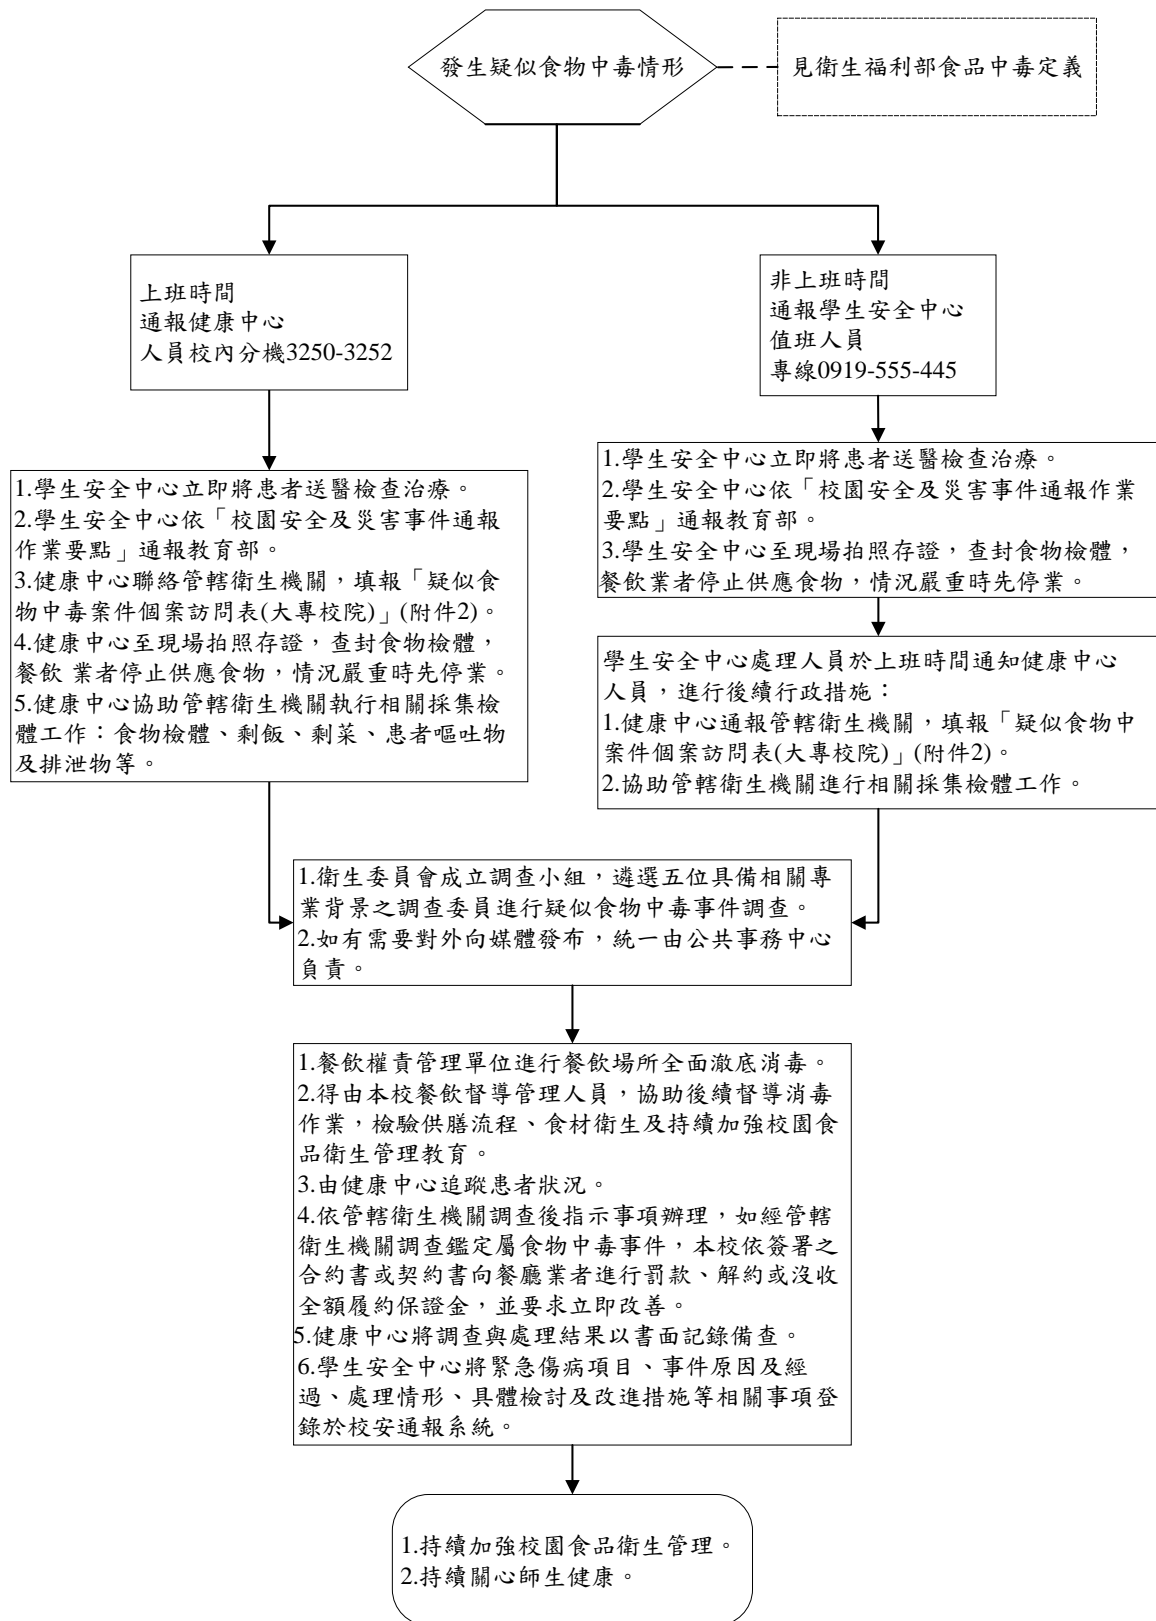 發生疑似食物中毒情形
見衛生福利部食品中毒定義
上班時間
通報健康中心
人員校內分機3250-3252
非上班時間
通報學生安全中心
值班人員
專線0919-555-445
1.學生安全中心立即將患者送醫檢查治療。
2.學生安全中心依「校園安全及災害事件通報
作業要點」通報教育部。
3.健康中心聯絡管轄衛生機關，填報「疑似食
物中毒案件個案訪問表(大專校院)」(附件2)。
4.健康中心至現場拍照存證，查封食物檢體，
餐飲 業者停止供應食物，情況嚴重時先停業。
5.健康中心協助管轄衛生機關執行相關採集檢
體工作：食物檢體、剩飯、剩菜、患者嘔吐物
及排泄物等。
1.學生安全中心立即將患者送醫檢查治療。
2.學生安全中心依「校園安全及災害事件通報作業
要點」通報教育部。
3.學生安全中心至現場拍照存證，查封食物檢體，
餐飲業者停止供應食物，情況嚴重時先停業。
學生安全中心處理人員於上班時間通知健康中心
人員，進行後續行政措施：
1.健康中心通報管轄衛生機關，填報「疑似食物中
案件個案訪問表(大專校院)」(附件2)。
2.協助管轄衛生機關進行相關採集檢體工作。
1.衛生委員會成立調查小組，遴選五位具備相關專
業背景之調查委員進行疑似食物中毒事件調查。
2.如有需要對外向媒體發布，統一由公共事務中心
負責。
1.餐飲權責管理單位進行餐飲場所全面澈底消毒。
2.得由本校餐飲督導管理人員，協助後續督導消毒
作業，檢驗供膳流程、食材衛生及持續加強校園食
品衛生管理教育。
3.由健康中心追蹤患者狀況。
4.依管轄衛生機關調查後指示事項辦理，如經管轄
衛生機關調查鑑定屬食物中毒事件，本校依簽署之
合約書或契約書向餐廳業者進行罰款、解約或沒收
全額履約保證金，並要求立即改善。
5.健康中心將調查與處理結果以書面記錄備查。
6.學生安全中心將緊急傷病項目、事件原因及經
過、處理情形、具體檢討及改進措施等相關事項登
錄於校安通報系統。
1.持續加強校園食品衛生管理。
2.持續關心師生健康。